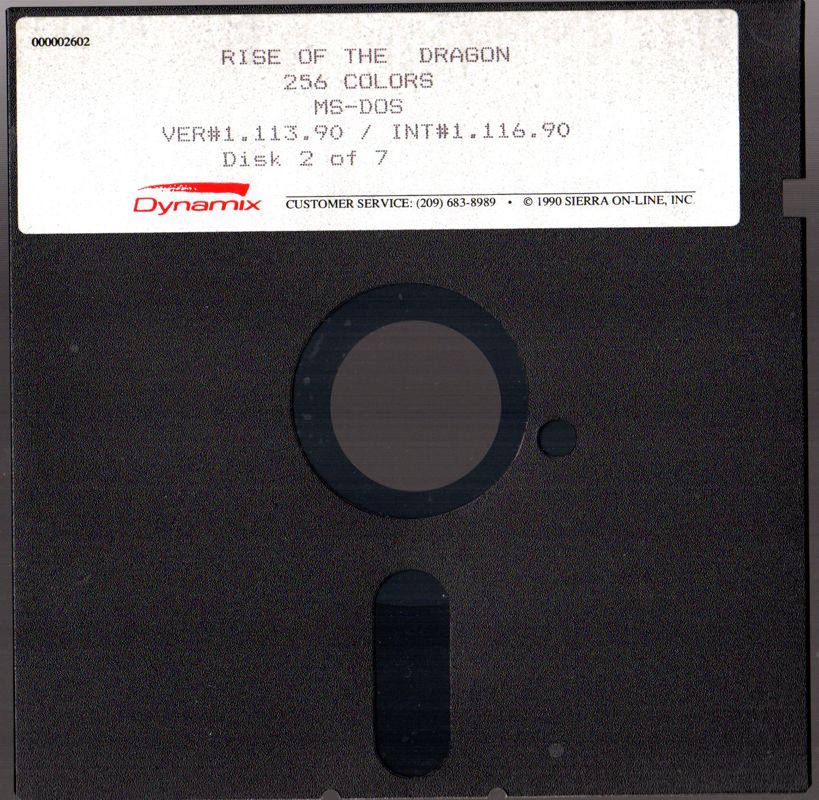 000002602
RISE OF THE DRAGON
256 COLORS
MS-DOS
VER#1.113.90 / INT#1.116.90
Disk 2 of 7
Dynamix
CUSTOMER SERVICE: (209) 683-8989 • © 1990 SIERRA ON-LINE, INC